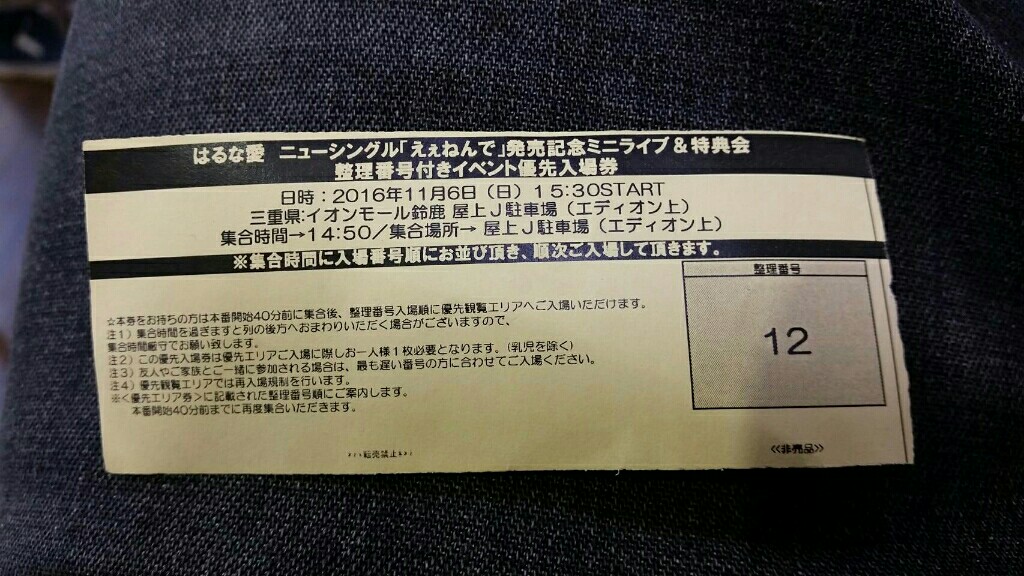 はるな愛 ニューシングル「えぇねんで」発売記念ミニライブ&特典会
整理番号付きイベント優先入場券
日時:2016年11月6日(日)15:30START
三重県:イオンモール鈴鹿 屋上J駐車場(エディオン上)
集合時間→14:50/集合場所→ 屋上J駐車場(エディオン上)
※集合時間に入場番号順にお並び頂き、順次ご入場して頂きます。
整理番号
12
☆本券をお持ちの方は本番開始40分前に集合後、整理番号入場順に優先観覧エリアへご入場いただけます。
注1)集合時間を過ぎますと列の後方へおまわりいただく場合がございますので、
集合時間厳守でお願い致します。
注2)この優先入場券は優先エリアに入場に際しお一人様1枚必要となります。(乳児を除く)
注3)友人やご家族とご一緒に参加される場合は、最も遅い番号の方に合わせてご入場ください。
注4)優先観覧エリアでは再入場規制を行います。
※<優先エリア券>に記載された整理番号順にご案内します。
本番開始40分前までに再度集合いただきます。
転売禁止
≪非売品≫